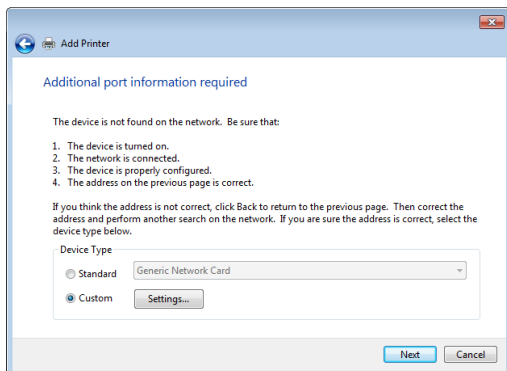 Add Printer
Additional port information required
The device is not found on the network. Be sure that:
1. The device is turned on.
2. The network is connected.
3. The device is properly configured.
4. The address on the previous page is correct.
If you think the address is not correct, click Back to return to the previous page. Then correct the
address and perform another search on the network. If you are sure the address is correct, select the
device type below.
Device Type
Standard Generic Network Card
Custom Settings...
Next Cancel